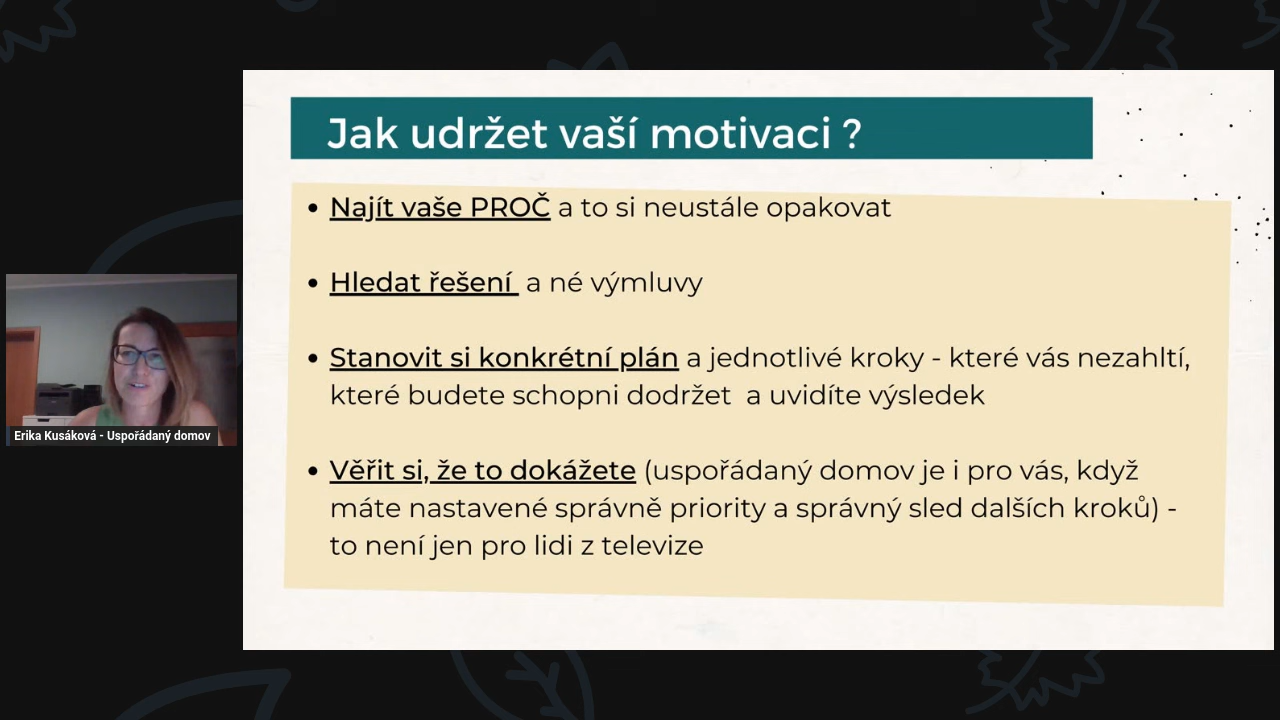 Jak udržet vaší motivaci ?
• Najít vaše PROČ a to si neustále opakovat
• Hledat řešení  a né výmluvy
• Stanovit si konkrétní plán a jednotlivé kroky - které vás nezahltí,
které budete schopni dodržet  a uvidíte výsledek
• Věřit si, že to dokážete (uspořádaný domov je i pro vás, když
máte nastavené správně priority a správný sled dalších kroků) -
to není jen pro lidi z televize
Erika Kusáková - Uspořádaný domov